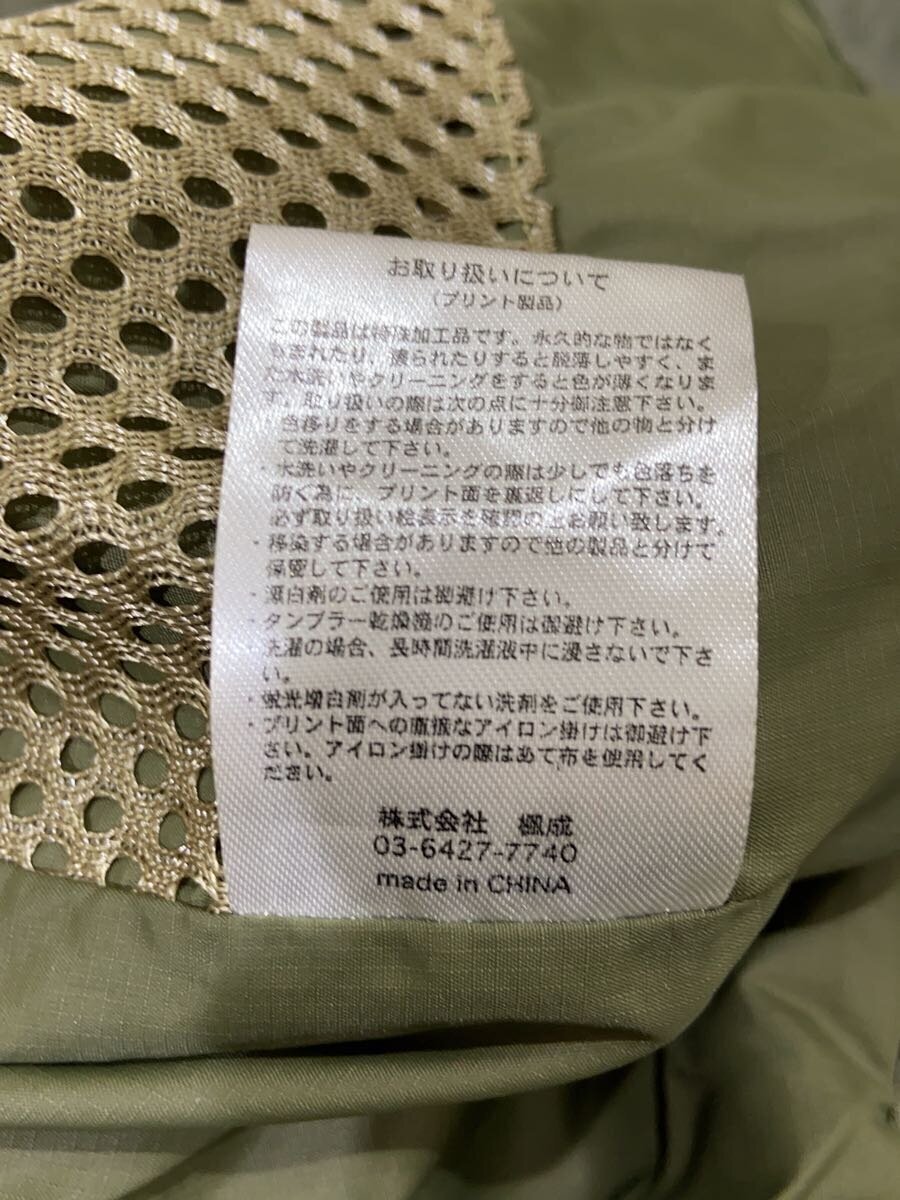 お取り扱いについて
(プリント製品)
この製品は特殊加工品です。永久的な物ではなく
もまれたり、擦られたりすると脱落しやすく、ま
た水洗いやクリーニングをすると色が薄くなりま
す。取り扱いの際は次の点に十分御注意下さい。
・色移りをする場合がありますので他の物と分け
て洗濯して下さい。
・水洗いやクリーニングの際は少しでも色落ちを
防ぐ為に、プリント面を裏返しにして下さい。
必ず取り扱い絵表示を確認の上お願い致します。
・移染する場合がありますので他の製品と分けて
保管して下さい。
・漂白剤のご使用は御避け下さい。
・タンブラー乾燥機のご使用は御避け下さい。
・洗濯の場合、長時間洗濯液中に浸さないで下さ
い。
・蛍光増白剤が入ってない洗剤をご使用下さい。
・プリント面への直接なアイロン掛けは御避け下
さい。アイロン掛けの際はあて布を使用してく
ださい。
株式会社 楓成
03-6427-7740
made in CHINA